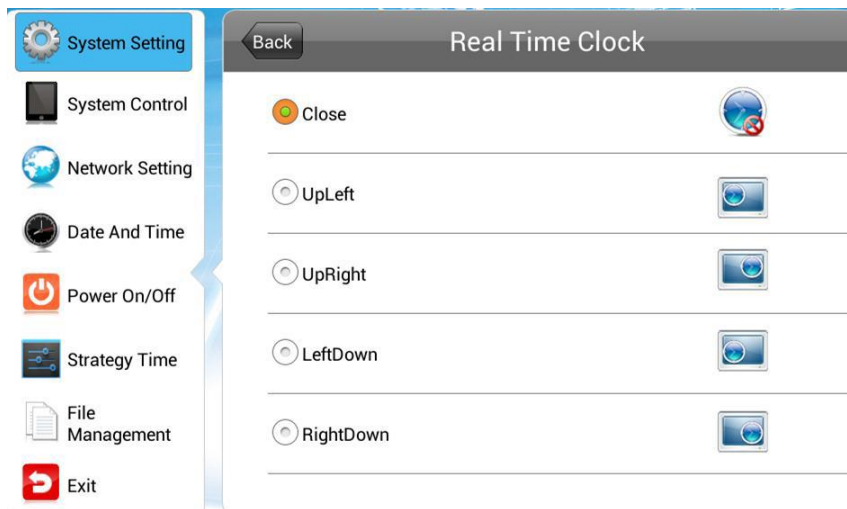 System Setting
System Control
Network Setting
Date And Time
Power On/Off
Strategy Time
File
Management
Exit
Back
Real Time Clock
Close
UpLeft
UpRight
LeftDown
RightDown